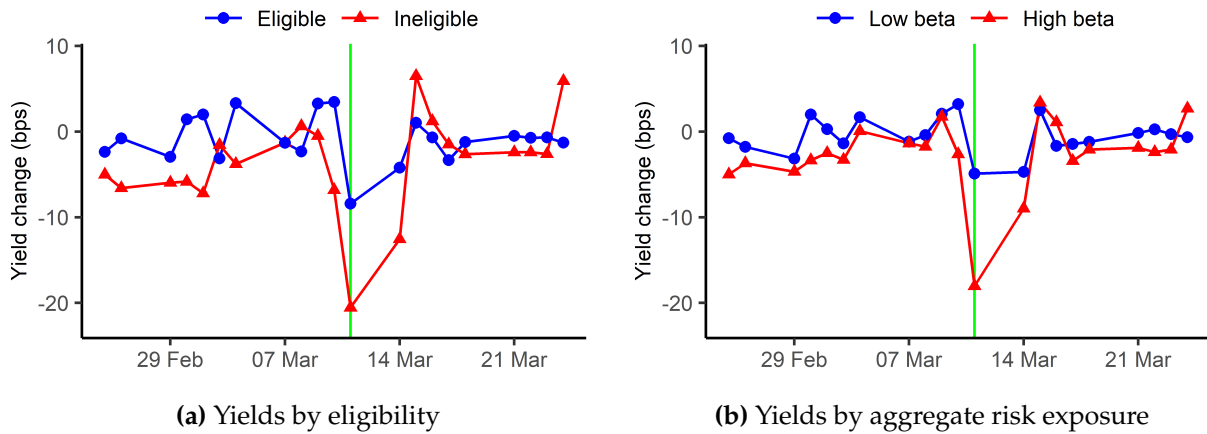 Eligible Ineligible
Yield change (bps)
10
0
-10
-20
29 Feb 07 Mar 14 Mar 21 Mar
(a) Yields by eligibility
Low beta High beta
Yield change (bps)
10
0
-10
-20
29 Feb 07 Mar 14 Mar 21 Mar
(b) Yields by aggregate risk exposure